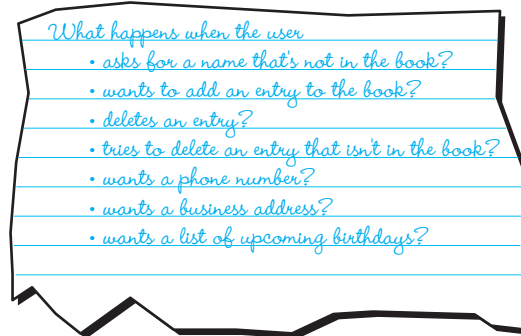 What happens when the user
• asks for a name that's not in the book?
• wants to add an entry to the book?
• deletes an entry?
• tries to delete an entry that isn't in the book?
• wants a phone number?
• wants a business address?
• wants a list of upcoming birthdays?